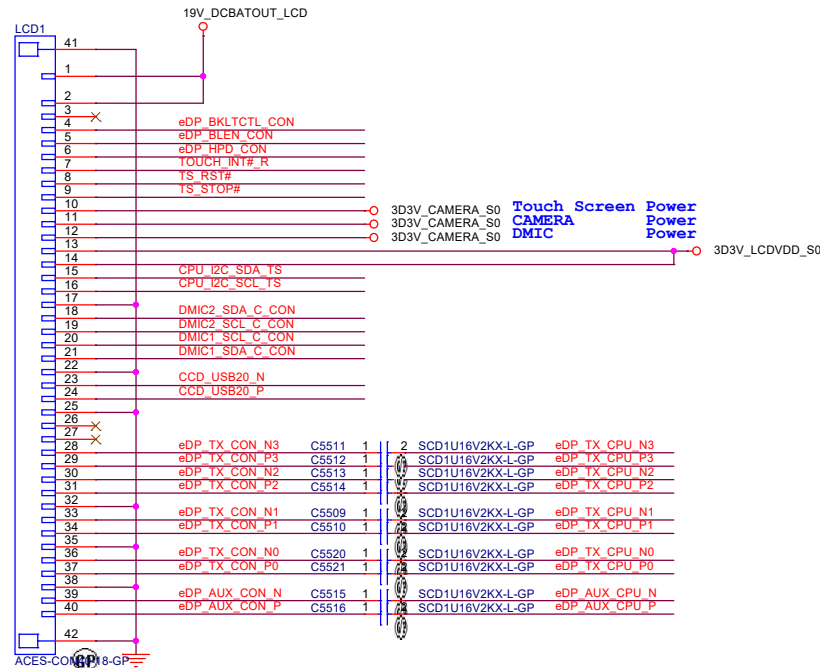 19V_DCBATOUT_LCD
LCD1
41
1
2
3
4 eDP_BKLTCTL_CON
5 eDP_BLEN_CON
6 eDP_HPD_CON
7 TOUCH_INT#_R
8 TS_RST#
9 TS_STOP#
10 3D3V_CAMERA_S0 Touch Screen Power
11 3D3V_CAMERA_S0 CAMERA Power
12 3D3V_CAMERA_S0 DMIC Power
13 3D3V_LCDVDD_S0
14
15 CPU_I2C_SDA_TS
16 CPU_I2C_SCL_TS
17
18 DMIC2_SDA_C_CON
19 DMIC2_SCL_C_CON
20 DMIC1_SCL_C_CON
21 DMIC1_SDA_C_CON
22
23 CCD_USB20_N
24 CCD_USB20_P
25
26
27
28 eDP_TX_CON_N3 C5511 1 2 SCD1U16V2KX-L-GP eDP_TX_CPU_N3
29 eDP_TX_CON_P3 C5512 1 SCD1U16V2KX-L-GP eDP_TX_CPU_P3
30 eDP_TX_CON_N2 C5513 1 SCD1U16V2KX-L-GP eDP_TX_CPU_N2
31 eDP_TX_CON_P2 C5514 1 SCD1U16V2KX-L-GP eDP_TX_CPU_P2
32
33 eDP_TX_CON_N1 C5509 1 SCD1U16V2KX-L-GP eDP_TX_CPU_N1
34 eDP_TX_CON_P1 C5510 1 SCD1U16V2KX-L-GP eDP_TX_CPU_P1
35
36 eDP_TX_CON_N0 C5520 1 SCD1U16V2KX-L-GP eDP_TX_CPU_N0
37 eDP_TX_CON_P0 C5521 1 SCD1U16V2KX-L-GP eDP_TX_CPU_P0
38
39 eDP_AUX_CON_N C5515 1 SCD1U16V2KX-L-GP eDP_AUX_CPU_N
40 eDP_AUX_CON_P C5516 1 SCD1U16V2KX-L-GP eDP_AUX_CPU_P
42
GP